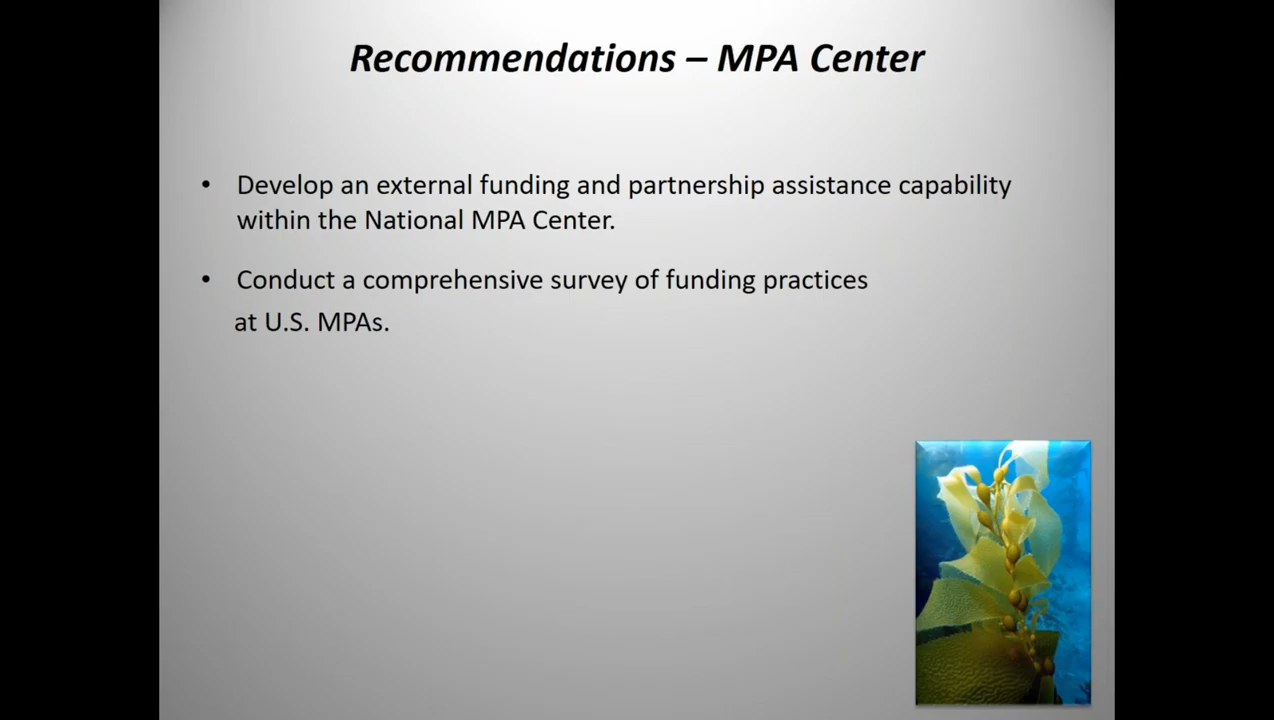 Recommendations – MPA Center
• Develop an external funding and partnership assistance capability
within the National MPA Center.
• Conduct a comprehensive survey of funding practices
at U.S. MPAs.